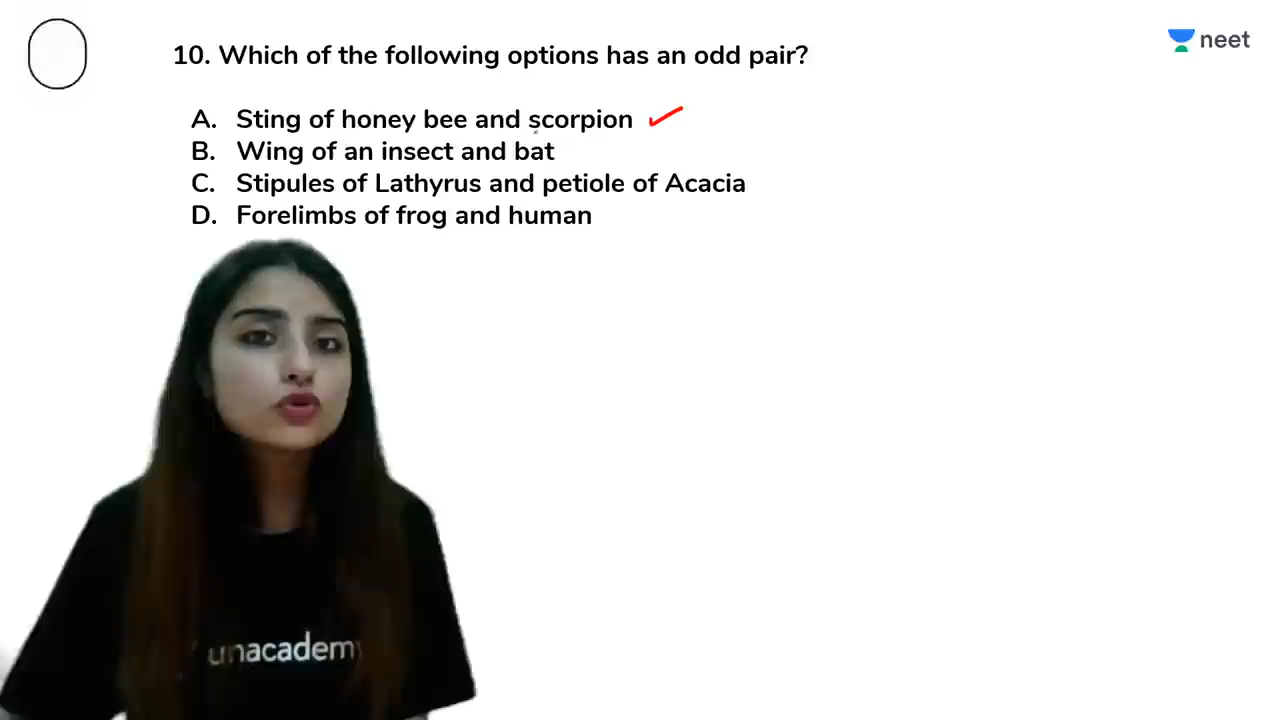 10. Which of the following options has an odd pair?
neet
A. Sting of honey bee and scorpion
B. Wing of an insect and bat
C. Stipules of Lathyrus and petiole of Acacia
D. Forelimbs of frog and human
unacademy